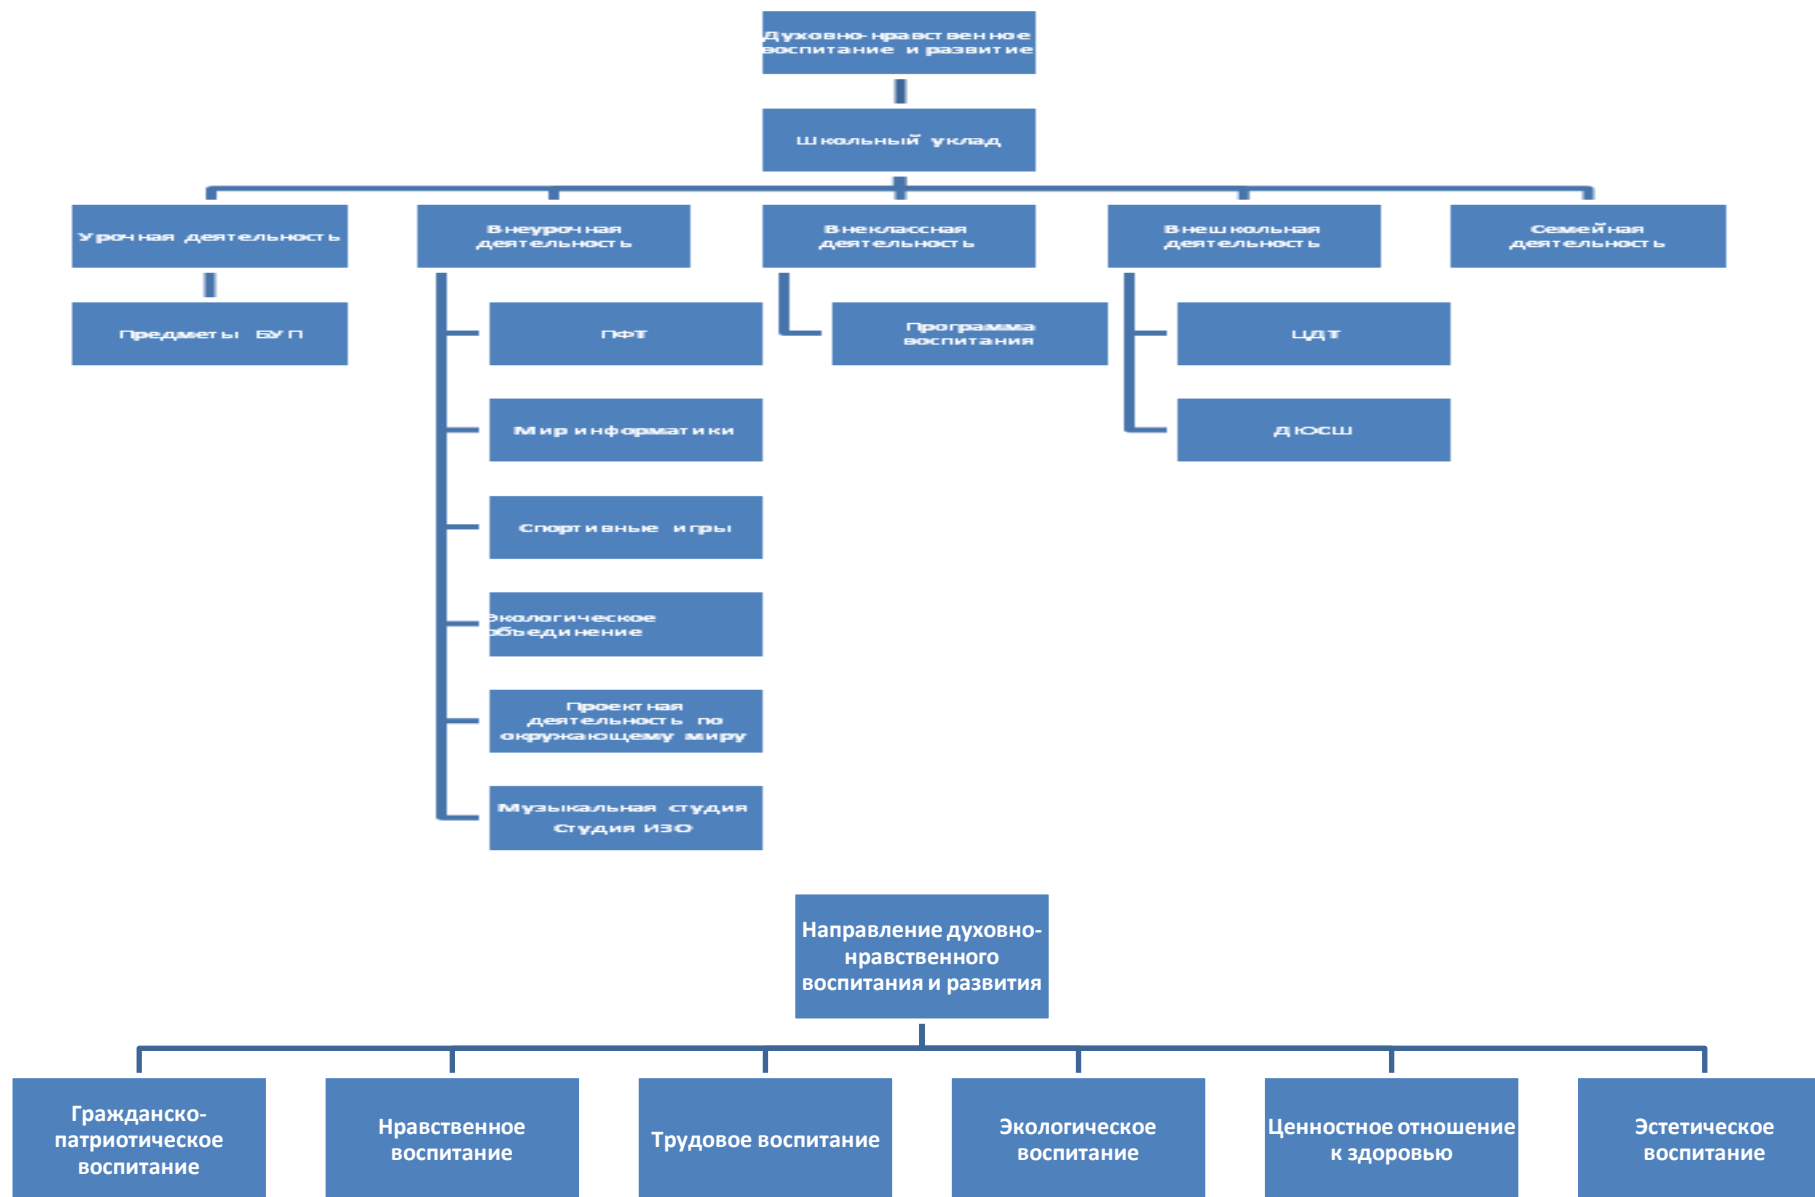 Духовно-нравственное
воспитание и развитие
Школьный уклад
Урочная деятельность
Внеурочная
деятельность
Внеклассная
деятельность
Внешкольная
деятельность
Семейная
деятельность
Предметы БУП
ПФТ
Программа
воспитания
ЦДТ
Мир информатики
ДЮСШ
Спортивные игры
Экологическое
объединение
Проектная
деятельность по
окружающему миру
Музыкальная студия
Студия ИЗО
Направление духовно-
нравственного
воспитания и развития
Гражданско-
патриотическое
воспитание
Нравственное
воспитание
Трудовое воспитание
Экологическое
воспитание
Ценностное отношение
к здоровью
Эстетическое
воспитание